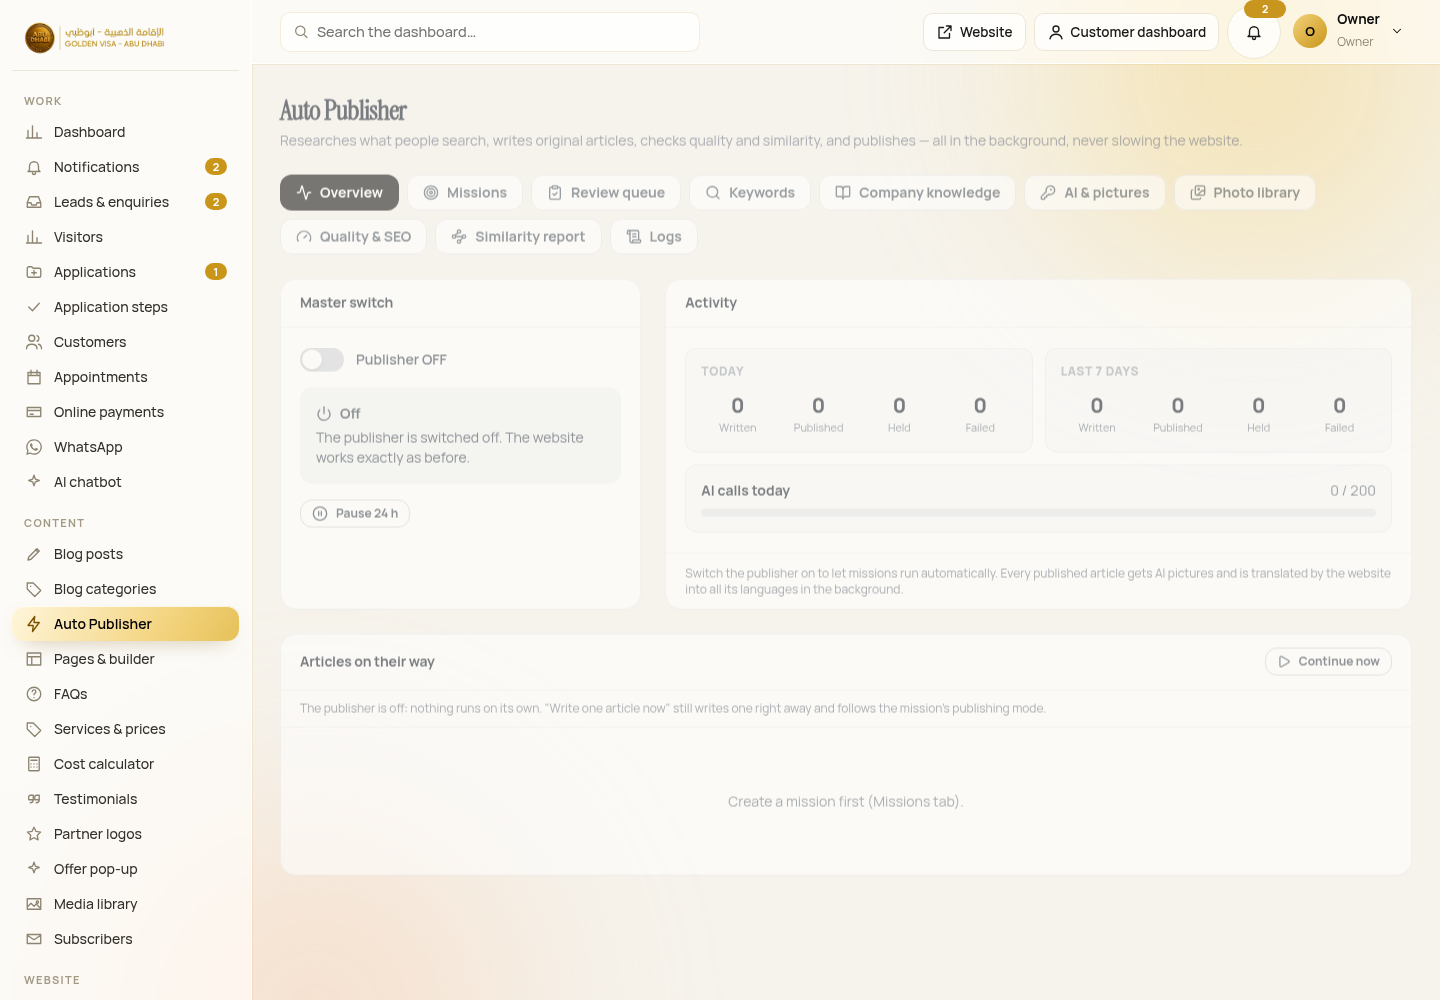 الإقامة الذهبية - ابوظبي
GOLDEN VISA - ABU DHABI
Search the dashboard...
Website
Customer dashboard
2
O
Owner
Owner
WORK
Dashboard
Notifications 2
Leads & enquiries 2
Visitors
Applications 1
Application steps
Customers
Appointments
Online payments
WhatsApp
AI chatbot
CONTENT
Blog posts
Blog categories
Auto Publisher
Pages & builder
FAQs
Services & prices
Cost calculator
Testimonials
Partner logos
Offer pop-up
Media library
Subscribers
WEBSITE
Auto Publisher
Researches what people search, writes original articles, checks quality and similarity, and publishes — all in the background, never slowing the website.
Overview
Missions
Review queue
Keywords
Company knowledge
AI & pictures
Photo library
Quality & SEO
Similarity report
Logs
Master switch
Publisher OFF
Off
The publisher is switched off. The website
works exactly as before.
Pause 24 h
Activity
TODAY
0 0 0 0
Written Published Held Failed
LAST 7 DAYS
0 0 0 0
Written Published Held Failed
AI calls today 0 / 200
Switch the publisher on to let missions run automatically. Every published article gets AI pictures and is translated by the website
into all its languages in the background.
Articles on their way
Continue now
The publisher is off: nothing runs on its own. "Write one article now" still writes one right away and follows the mission's publishing mode.
Create a mission first (Missions tab).